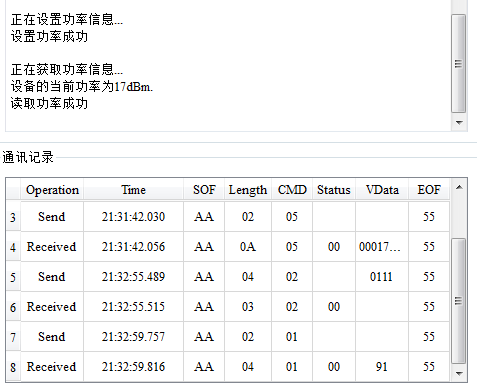 正在设置功率信息...
设置功率成功
正在获取功率信息...
设备的当前功率为17dBm.
读取功率成功
通讯记录
Operation Time SOF Length CMD Status VData EOF
3 Send 21:31:42.030 AA 02 05 55
4 Received 21:31:42.056 AA 0A 05 00 00017... 55
5 Send 21:32:55.489 AA 04 02 0111 55
6 Received 21:32:55.515 AA 03 02 00 55
7 Send 21:32:59.757 AA 02 01 55
8 Received 21:32:59.816 AA 04 01 00 91 55